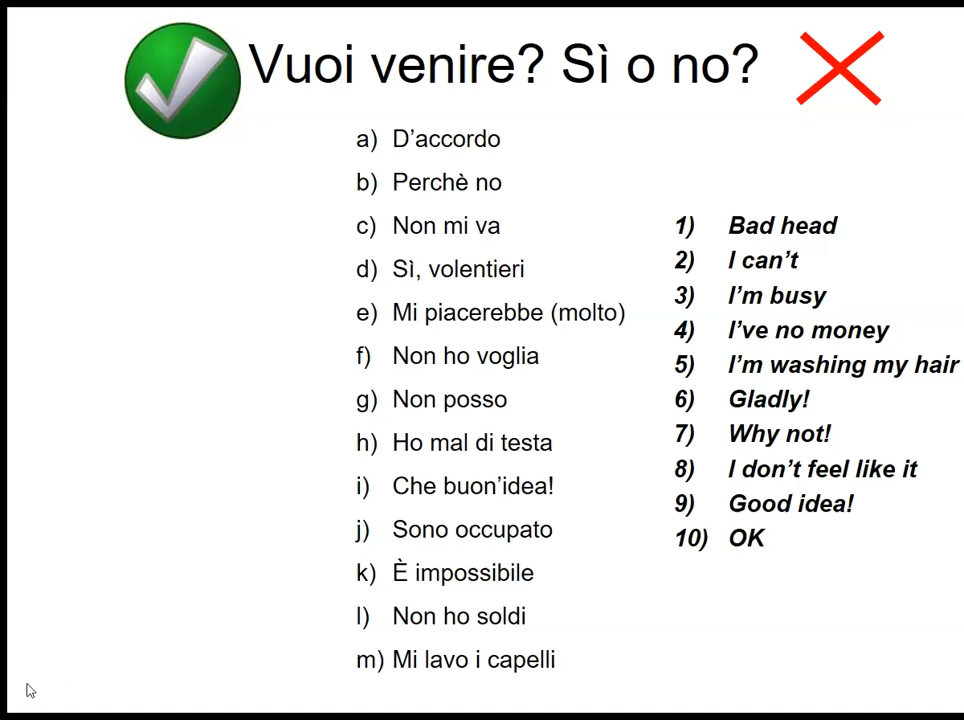 Vuoi venire? Sì o no?
a) D’accordo
b) Perchè no
c) Non mi va
d) Sì, volentieri
e) Mi piacerebbe (molto)
f) Non ho voglia
g) Non posso
h) Ho mal di testa
i) Che buon’idea!
j) Sono occupato
k) È impossibile
l) Non ho soldi
m) Mi lavo i capelli
1) Bad head
2) I can’t
3) I’m busy
4) I’ve no money
5) I’m washing my hair
6) Gladly!
7) Why not!
8) I don’t feel like it
9) Good idea!
10) OK